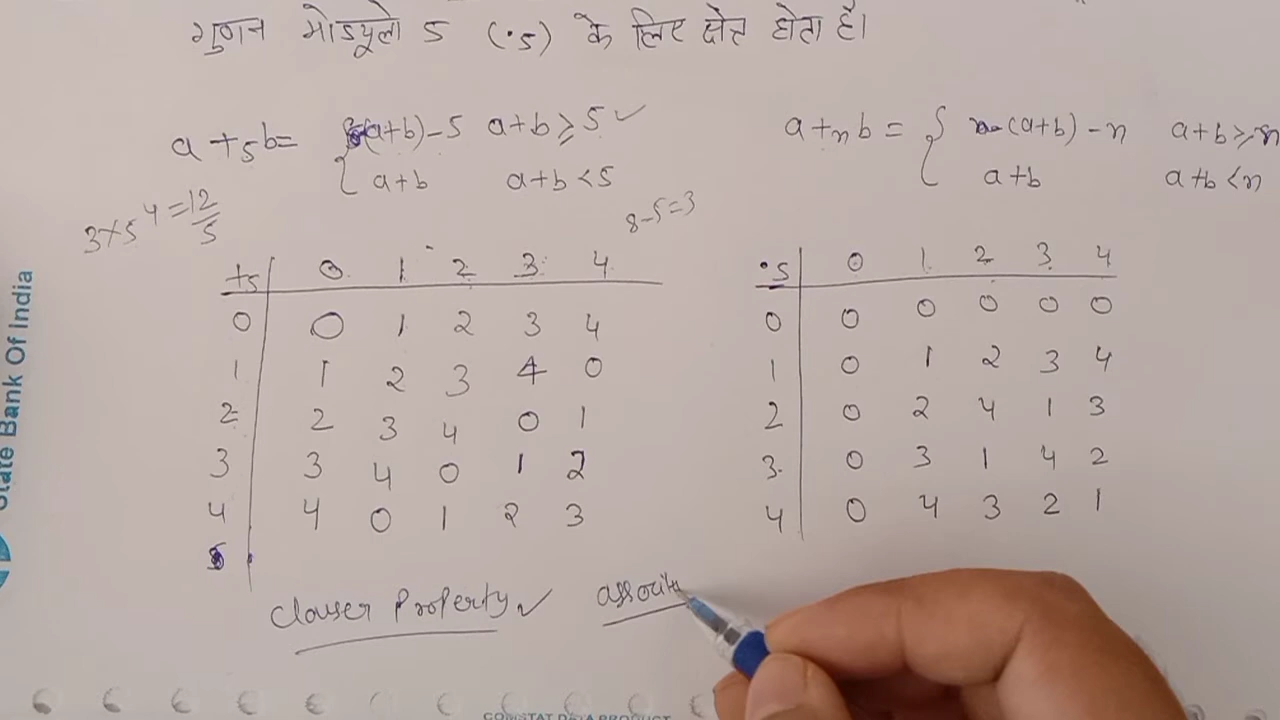 गुणन मोड्यूलो 5 (·5) के लिए क्षेत्र होता है।
a +₅ b = { (a+b) - 5 a+b ≥ 5 ✓
a+b a+b < 5
a +ₙ b = { (a+b) - n a+b ≥ n
a+b a+b < n
3 ×₅ 4 = 12/5
8-5=3
+5 0 1 2 3 4
0 0 1 2 3 4
1 1 2 3 4 0
2 2 3 4 0 1
3 3 4 0 1 2
4 4 0 1 2 3
5
·5 0 1 2 3 4
0 0 0 0 0 0
1 0 1 2 3 4
2 0 2 4 1 3
3 0 3 1 4 2
4 0 4 3 2 1
Clouser Property ✓ associ
State Bank Of India